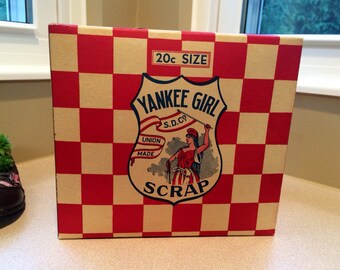 20c SIZE
YANKEE GIRL
S.D.Co
UNION
MADE
SCRAP